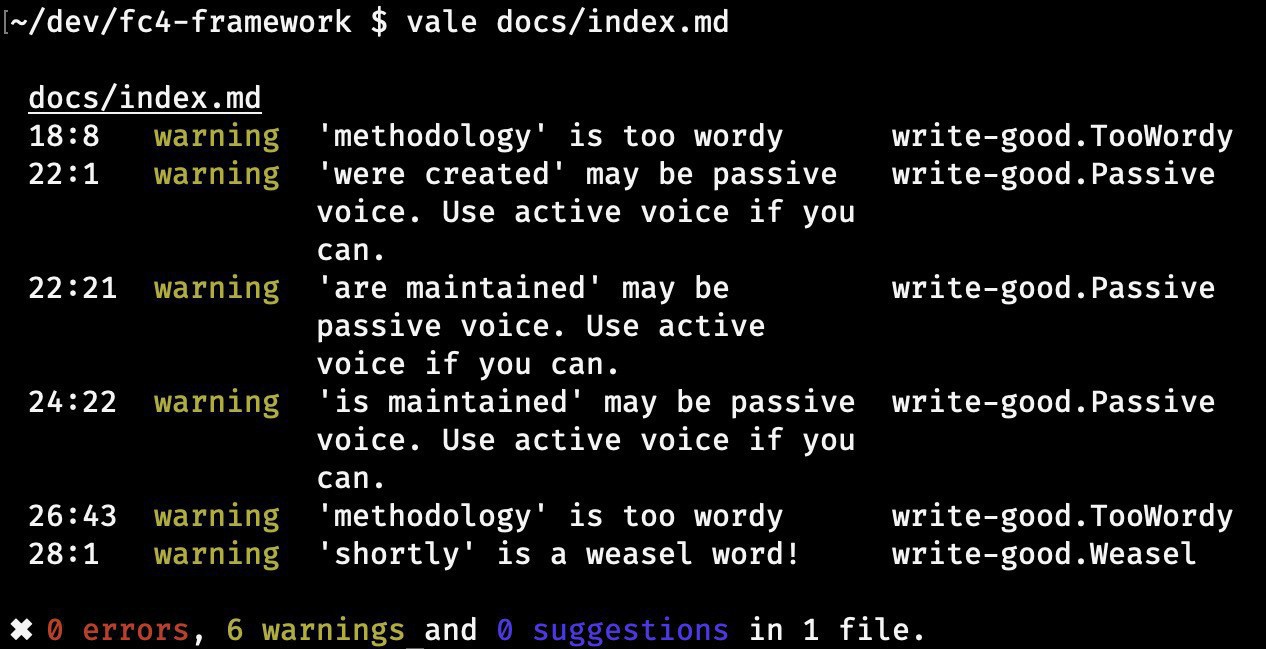 [~/dev/fc4-framework $ vale docs/index.md
docs/index.md
18:8 warning 'methodology' is too wordy write-good.TooWordy
22:1 warning 'were created' may be passive write-good.Passive
voice. Use active voice if you
can.
22:21 warning 'are maintained' may be write-good.Passive
passive voice. Use active
voice if you can.
24:22 warning 'is maintained' may be passive write-good.Passive
voice. Use active voice if you
can.
26:43 warning 'methodology' is too wordy write-good.TooWordy
28:1 warning 'shortly' is a weasel word! write-good.Weasel
✖ 0 errors, 6 warnings and 0 suggestions in 1 file.